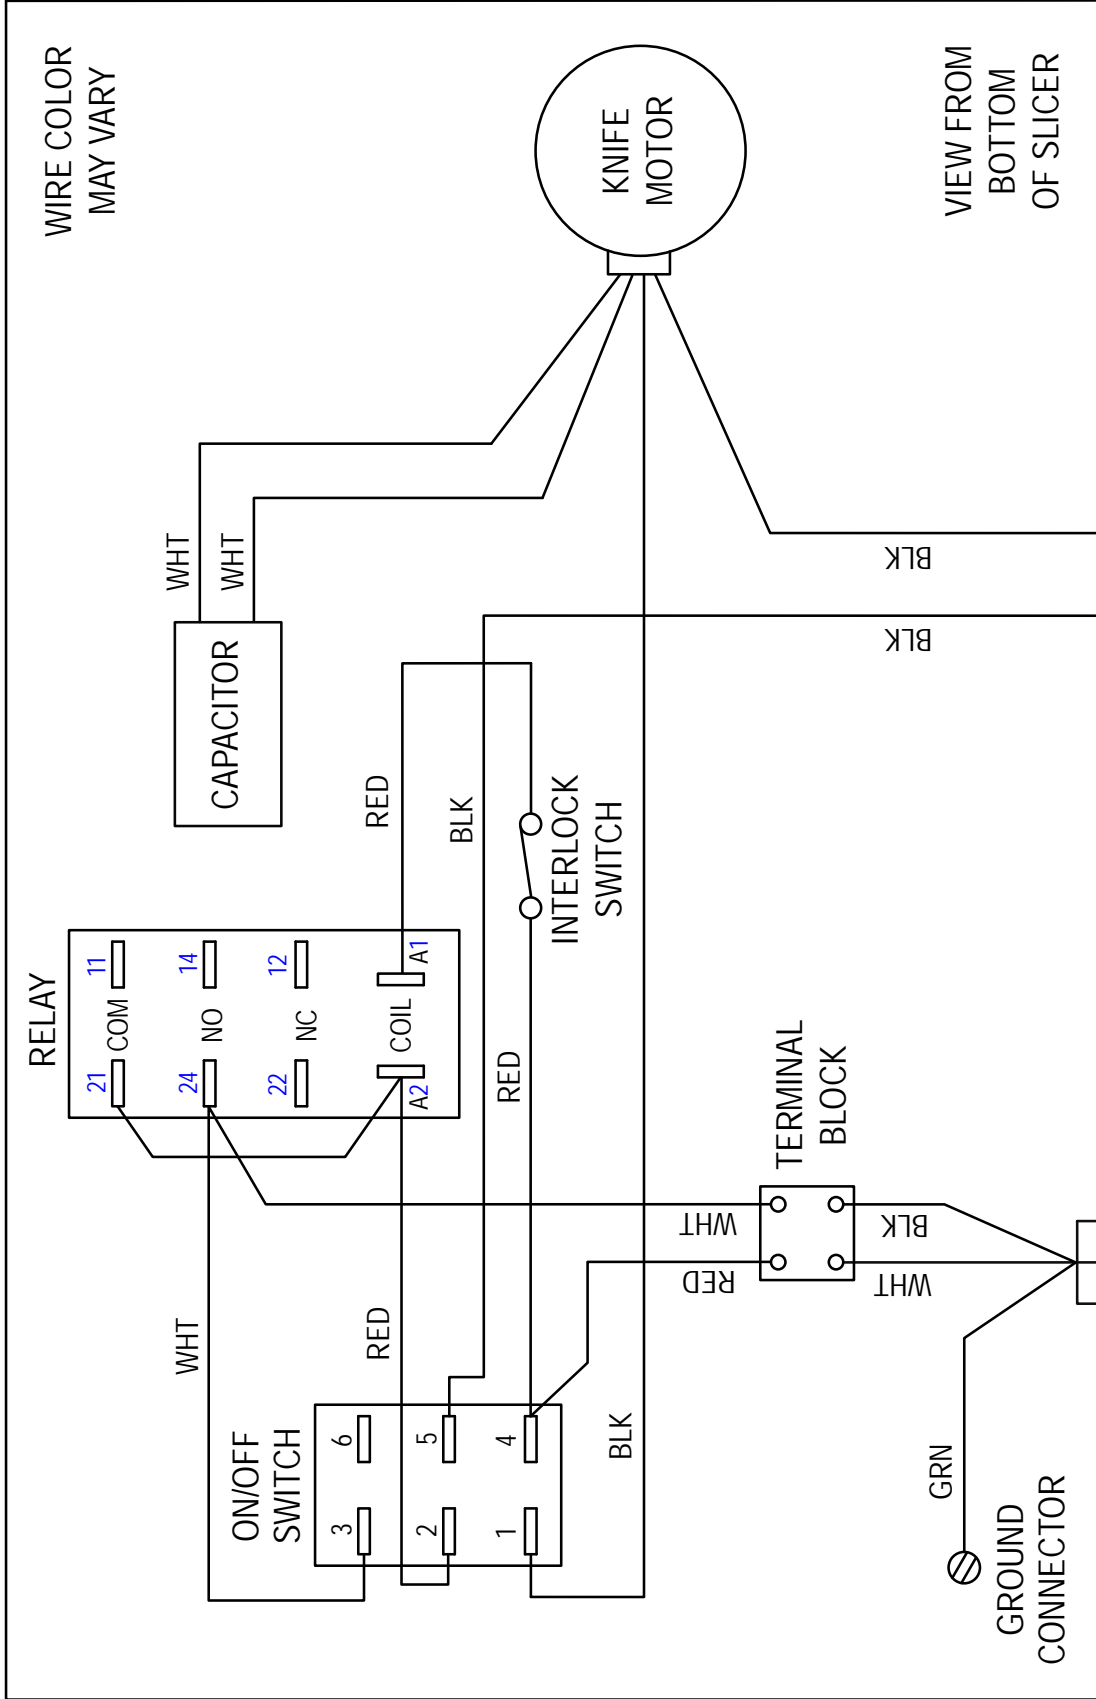 WIRE COLOR
MAY VARY
KNIFE
MOTOR
VIEW FROM
BOTTOM
OF SLICER
WHT
WHT
CAPACITOR
BLK
BLK
RED
BLK
INTERLOCK
SWITCH
RELAY
11
14
12
A1
COM
NO
NC
COIL
21
24
22
A2
RED
TERMINAL
BLOCK
WHT
RED
BLK
WHT
WHT
RED
ON/OFF
SWITCH
6
5
4
3
2
1
BLK
GRN
GROUND
CONNECTOR